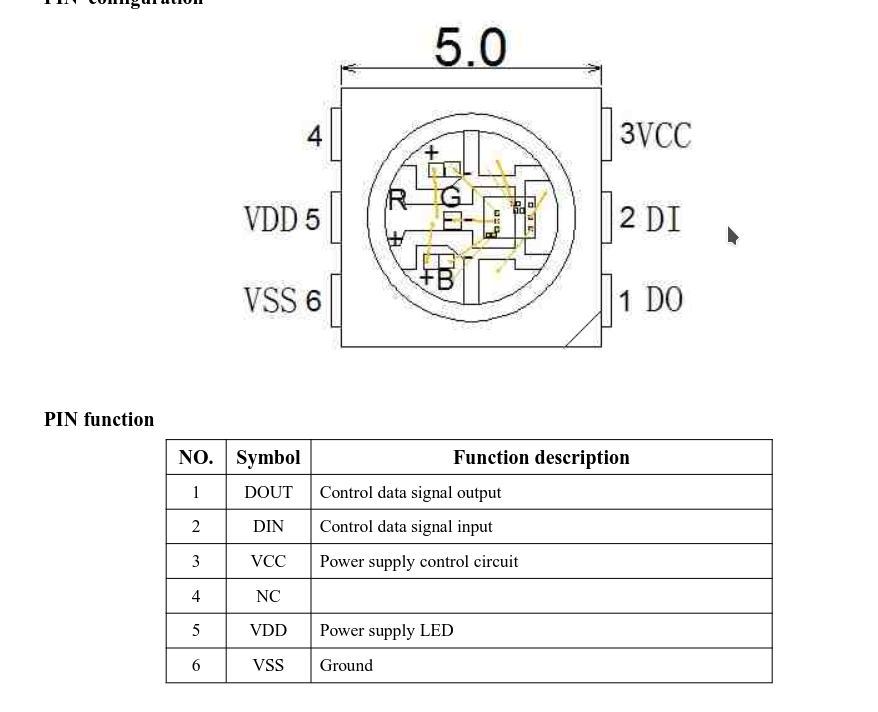 PIN configuration
5.0
4
3VCC
+
-
R
G
VDD 5
-
2 DI
+
-
+B
VSS 6
1 DO
PIN function
NO. Symbol Function description
1 DOUT Control data signal output
2 DIN Control data signal input
3 VCC Power supply control circuit
4 NC
5 VDD Power supply LED
6 VSS Ground